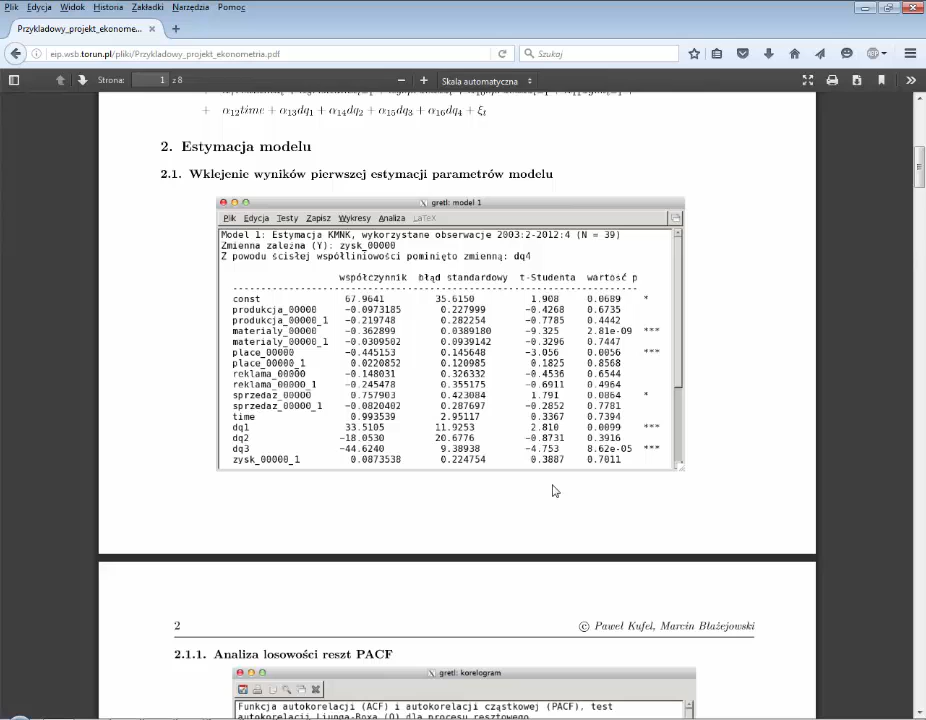 Plik Edycja Widok Historia Zakładki Narzędzia Pomoc
Przykladowy_projekt_ekonome... × +
eip.wsb.torun.pl/pliki/Przykladowy_projekt_ekonometria.pdf
Szukaj
Strona: 1 z 8
− + Skala automatyczna
+ α12time + α13dq1 + α14dq2 + α15dq3 + α16dq4 + ξt
2. Estymacja modelu
2.1. Wklejenie wyników pierwszej estymacji parametrów modelu
gretl: model 1
Plik Edycja Testy Zapisz Wykresy Analiza LaTeX
Model 1: Estymacja KMNK, wykorzystane obserwacje 2003:2-2012:4 (N = 39)
Zmienna zależna (Y): zysk_00000
Z powodu ścisłej współliniowości pominięto zmienną: dq4
współczynnik błąd standardowy t-Studenta wartość p
const 67.9641 35.6150 1.908 0.0689 *
produkcja_00000 −0.0973185 0.227999 −0.4268 0.6735
produkcja_00000_1 −0.219748 0.282254 −0.7785 0.4442
materialy_00000 −0.362899 0.0389180 −9.325 2.81e-09 ***
materialy_00000_1 −0.0309502 0.0939142 −0.3296 0.7447
place_00000 −0.445153 0.145648 −3.056 0.0056 ***
place_00000_1 0.0220852 0.120985 0.1825 0.8568
reklama_00000 −0.148031 0.326332 −0.4536 0.6544
reklama_00000_1 −0.245478 0.355175 −0.6911 0.4964
sprzedaz_00000 0.757903 0.423084 1.791 0.0864 *
sprzedaz_00000_1 −0.0820402 0.287697 −0.2852 0.7781
time 0.993539 2.95117 0.3367 0.7394
dq1 33.5105 11.9253 2.810 0.0099 ***
dq2 −18.0530 20.6776 −0.8731 0.3916
dq3 −44.6240 9.38938 −4.753 8.62e-05 ***
zysk_00000_1 0.0873538 0.224754 0.3887 0.7011
2 © Paweł Kufel, Marcin Błażejowski
2.1.1. Analiza losowości reszt PACF
gretl: korelogram
Funkcja autokorelacji (ACF) i autokorelacji cząstkowej (PACF), test
autokorelacji Ljunga-Boxa (Q) dla procesu resztowego